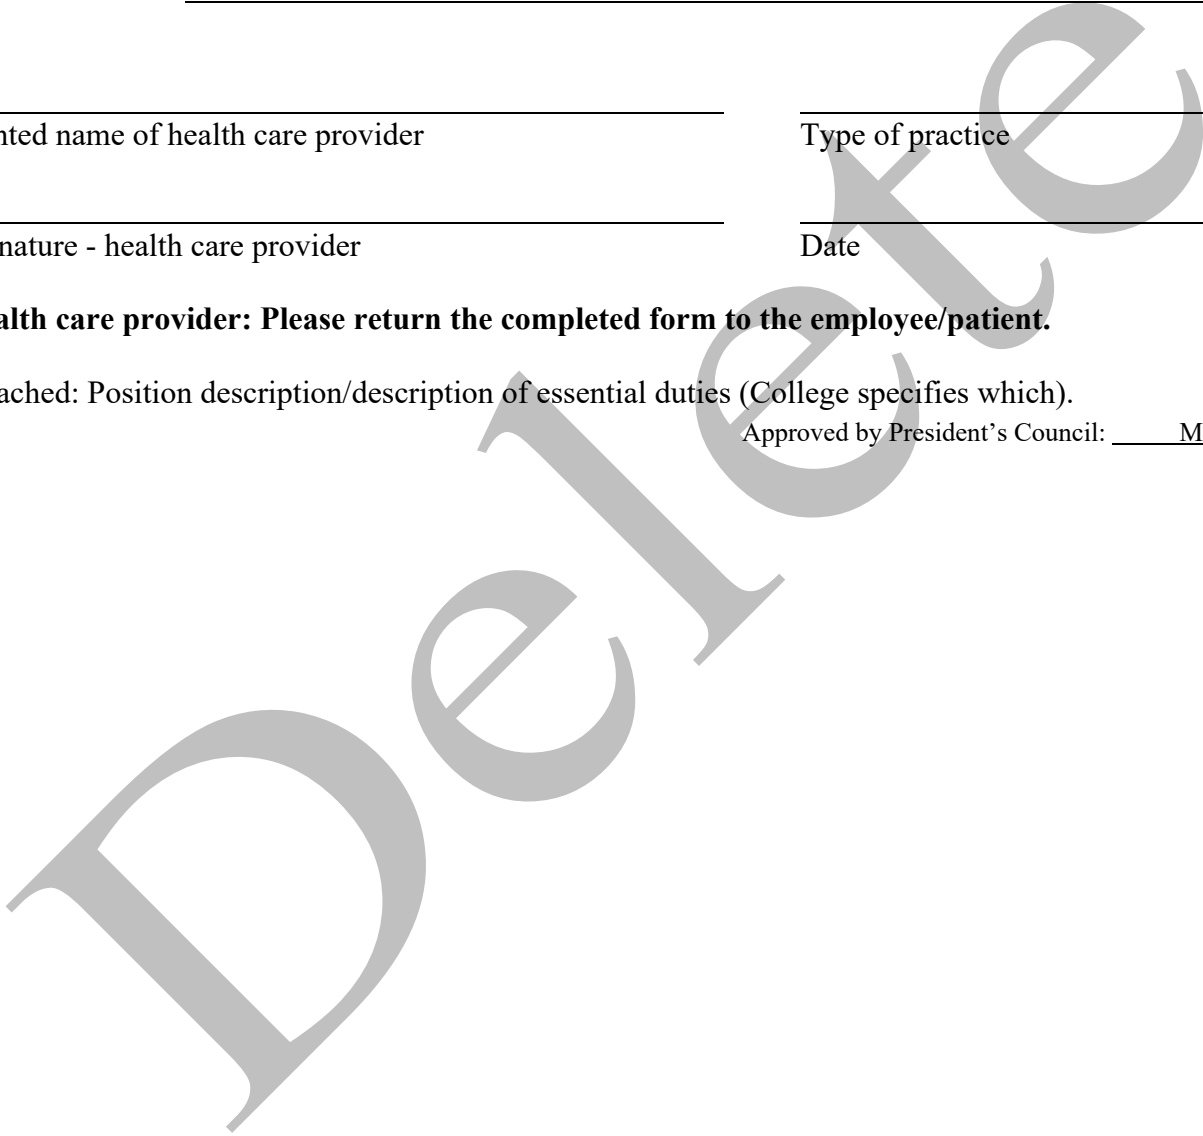 nted name of health care provider Type of practice
nature - health care provider Date
alth care provider: Please return the completed form to the employee/patient.
ached: Position description/description of essential duties (College specifies which).
Approved by President’s Council: M
Delete